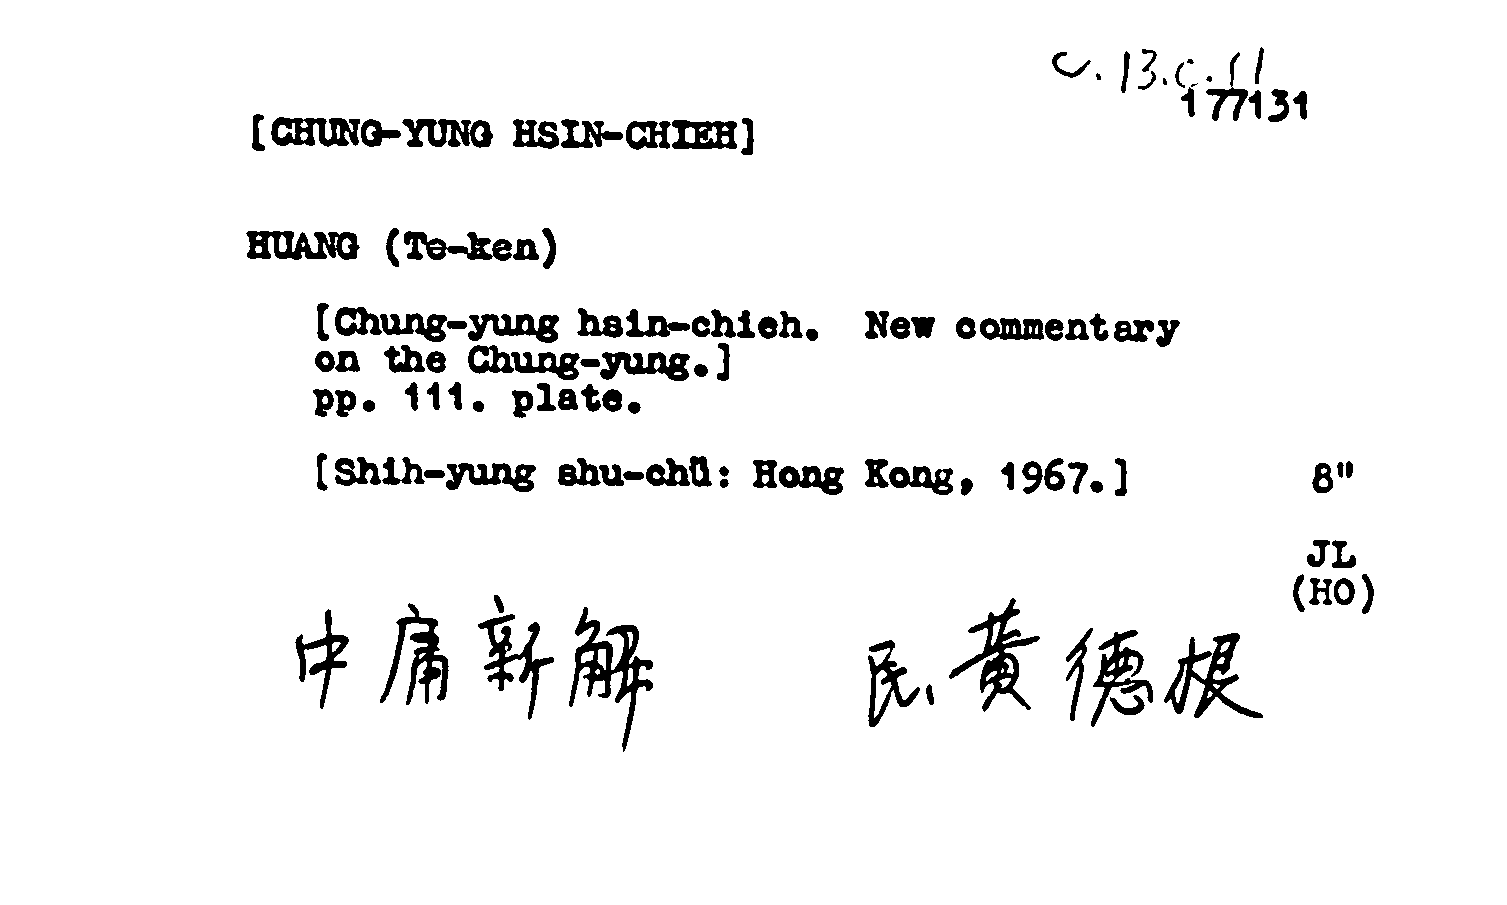 c. 13. c. 11
177131
[CHUNG-YUNG HSIN-CHIEH]
HUANG (Te-ken)
[Chung-yung hsin-chieh. New commentary
on the Chung-yung.]
pp. 111. plate.
[Shih-yung shu-chü: Hong Kong, 1967.] 8"
JL
(HO)
中庸新解 民、黃德根